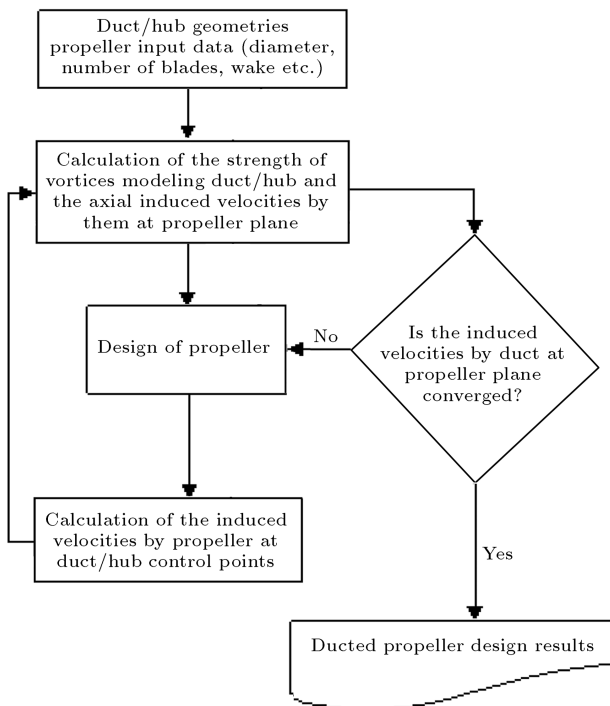 Duct/hub geometries
propeller input data (diameter,
number of blades, wake etc.)
Calculation of the strength of
vortices modeling duct/hub and
the axial induced velocities by
them at propeller plane
Design of propeller
No
Is the induced
velocities by duct at
propeller plane
converged?
Calculation of the induced
velocities by propeller at
duct/hub control points
Yes
Ducted propeller design results